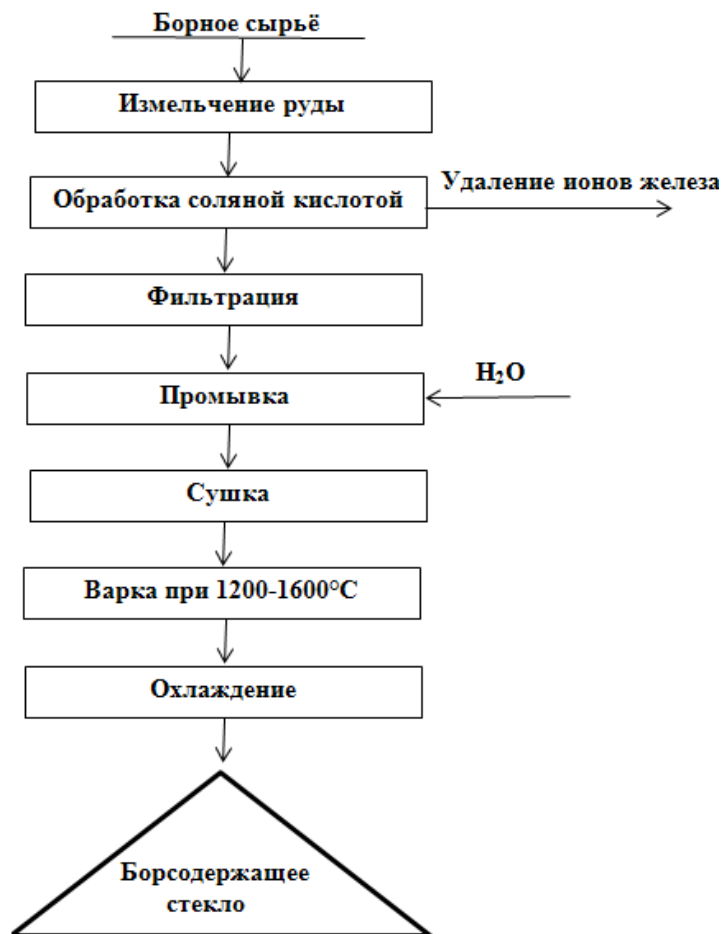 Борное сырьё
Измельчение руды
Удаление ионов железа
Обработка соляной кислотой
Фильтрация
H₂O
Промывка
Сушка
Варка при 1200-1600°С
Охлаждение
Борсодержащее
стекло